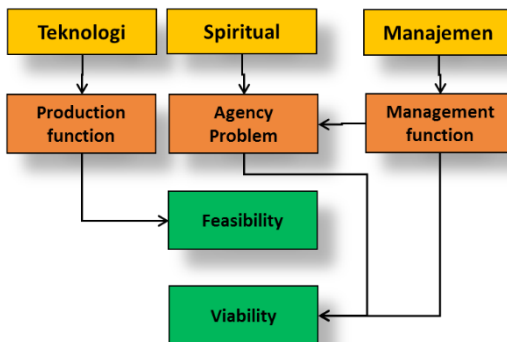 Teknologi
Spiritual
Manajemen
Production
function
Agency
Problem
Management
function
Feasibility
Viability